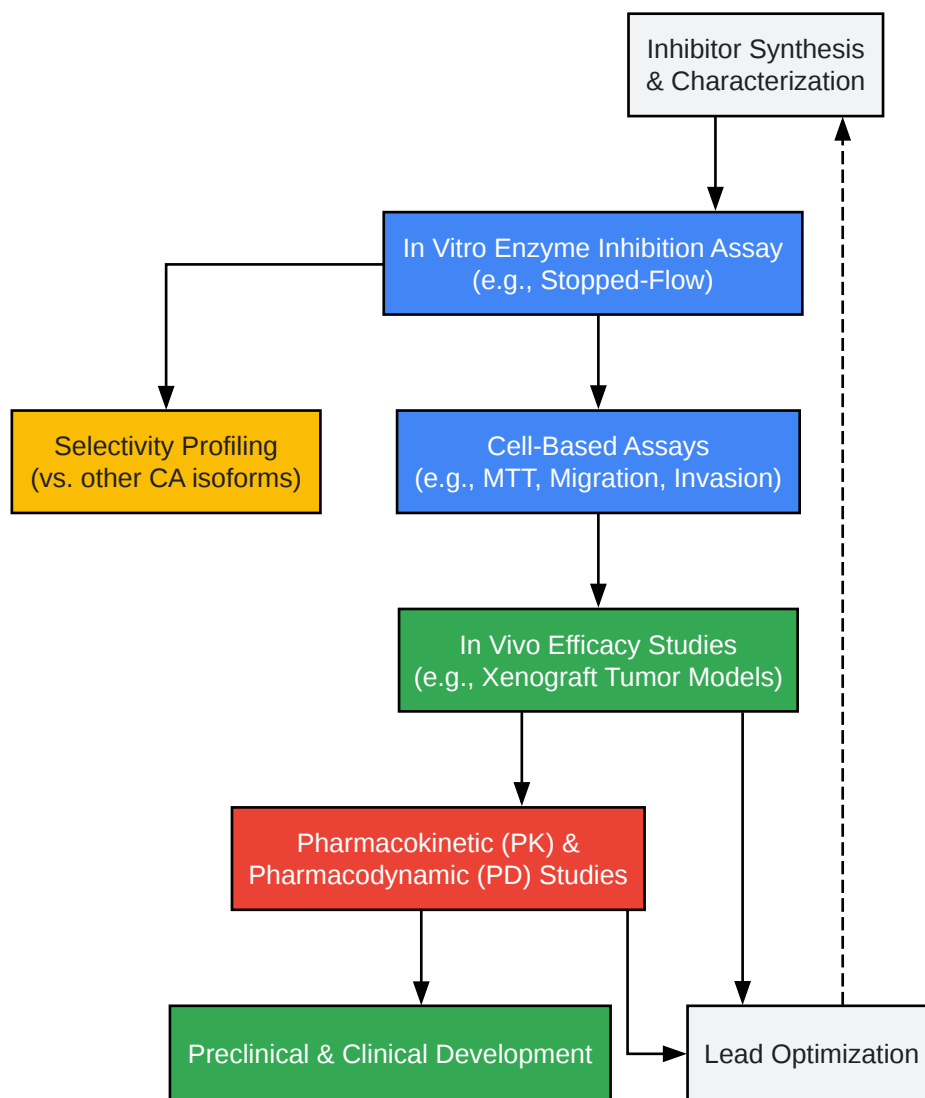 Inhibitor Synthesis
& Characterization
In Vitro Enzyme Inhibition Assay
(e.g., Stopped-Flow)
Selectivity Profiling
(vs. other CA isoforms)
Cell-Based Assays
(e.g., MTT, Migration, Invasion)
In Vivo Efficacy Studies
(e.g., Xenograft Tumor Models)
Pharmacokinetic (PK) &
Pharmacodynamic (PD) Studies
Preclinical & Clinical Development
Lead Optimization